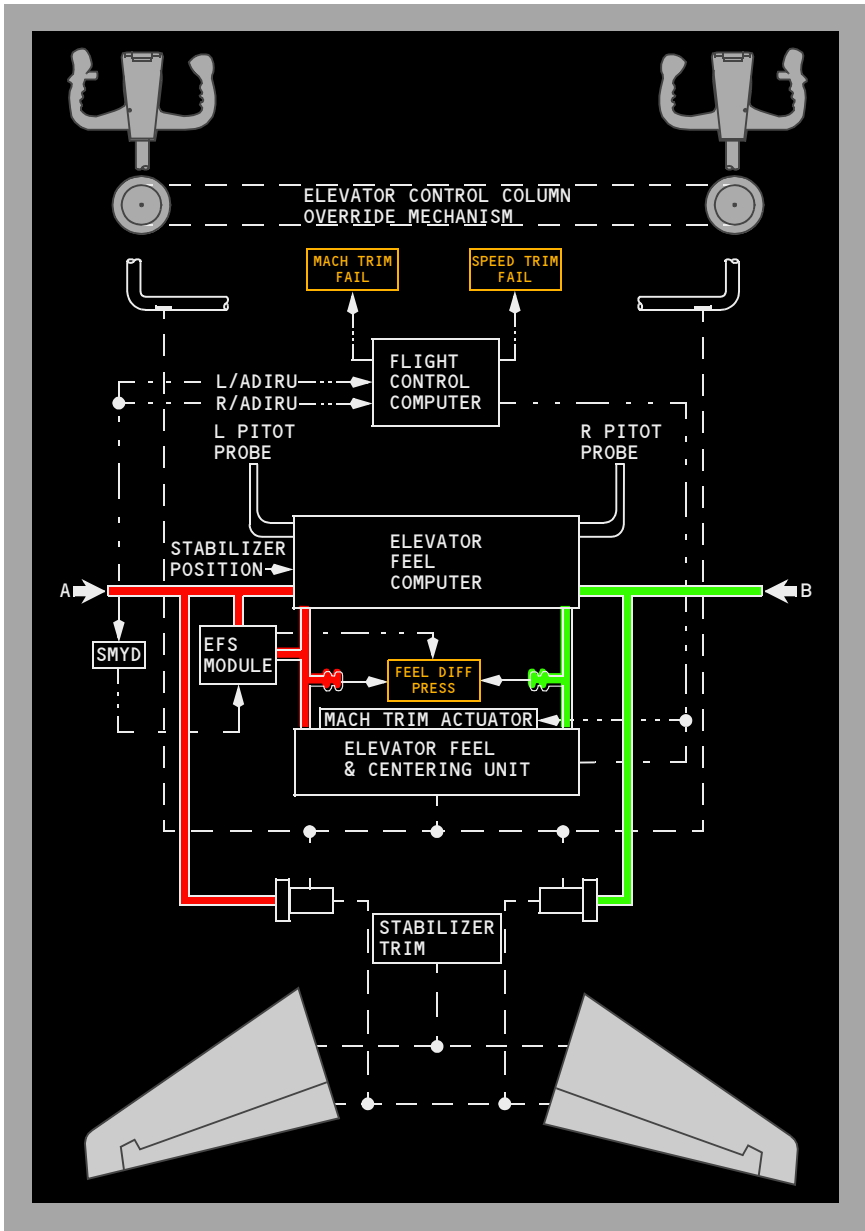 ELEVATOR CONTROL COLUMN
OVERRIDE MECHANISM
MACH TRIM
FAIL
SPEED TRIM
FAIL
FLIGHT
CONTROL
COMPUTER
L/ADIRU
R/ADIRU
L PITOT
PROBE
R PITOT
PROBE
STABILIZER
POSITION
ELEVATOR
FEEL
COMPUTER
A
B
SMYD
EFS
MODULE
FEEL DIFF
PRESS
MACH TRIM ACTUATOR
ELEVATOR FEEL
& CENTERING UNIT
STABILIZER
TRIM